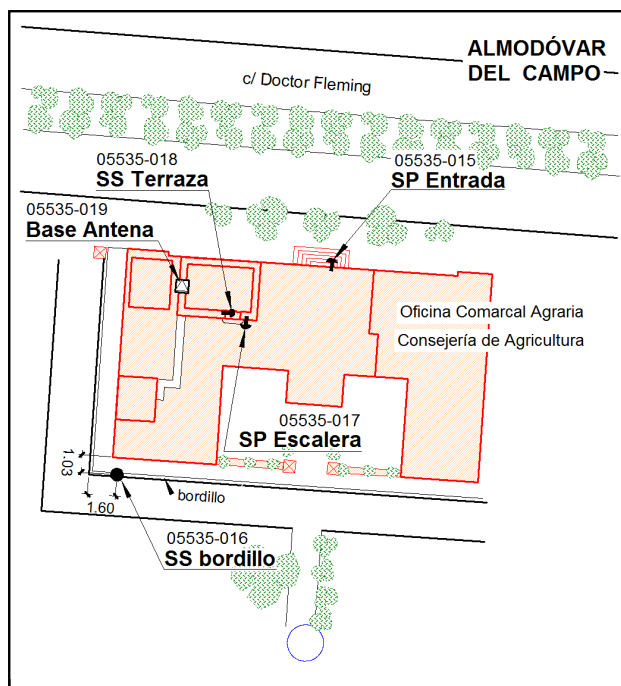 ALMODÓVAR
DEL CAMPO
c/ Doctor Fleming
05535-018
SS Terraza
05535-015
SP Entrada
05535-019
Base Antena
Oficina Comarcal Agraria
Consejería de Agricultura
05535-017
SP Escalera
1.03
bordillo
1.60
05535-016
SS bordillo